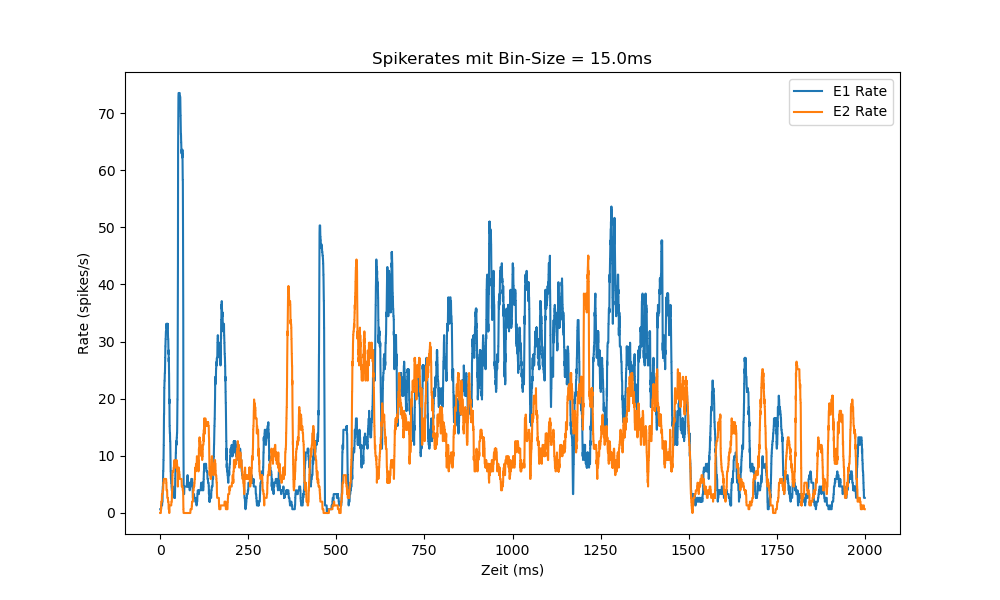 Spikerates mit Bin-Size = 15.0ms
E1 Rate
E2 Rate
70
60
50
40
30
20
10
0
Rate (spikes/s)
0 250 500 750 1000 1250 1500 1750 2000
Zeit (ms)